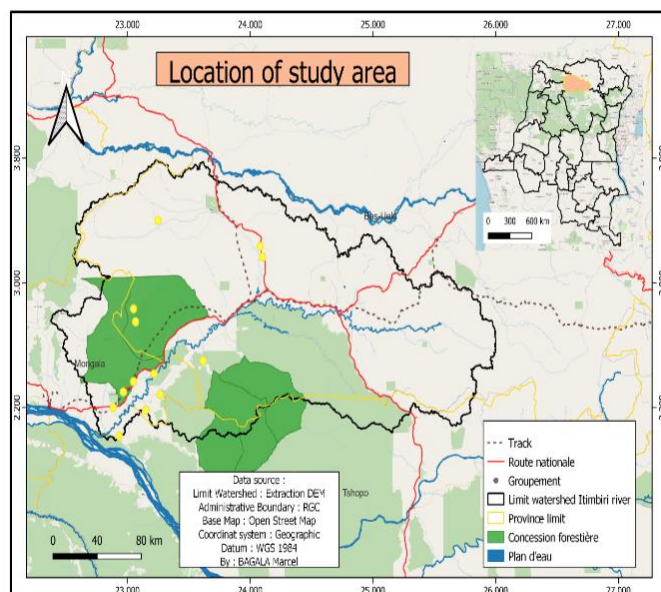 23.000 24.000 25.000 26.000 27.000
Location of study area
3.800
3.000
2.200
Bas-Uele
Mongala
Tshopo
0 300 600 km
Data source :
Limit Watershed : Extraction DEM
Administrative Boundary : RGC
Base Map : Open Street Map
Coordinat system : Geographic
Datum : WGS 1984
By : BAGALA Marcel
Track
Route nationale
Groupement
Limit watershed Itimbiri river
Province limit
Concession forestière
Plan d'eau
0 40 80 km
23.000 24.000 25.000 26.000 27.000